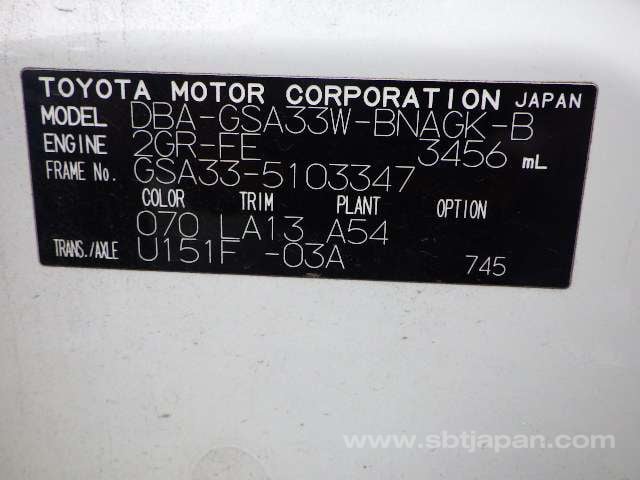 TOYOTA MOTOR CORPORATION JAPAN
MODEL DBA-GSA33W-BNAGK-B
ENGINE 2GR-FE 3456 mL
FRAME No. GSA33-5103347
COLOR TRIM PLANT OPTION
070 LA13 A54
TRANS./AXLE U151F -03A 745
www.sbtjapan.com